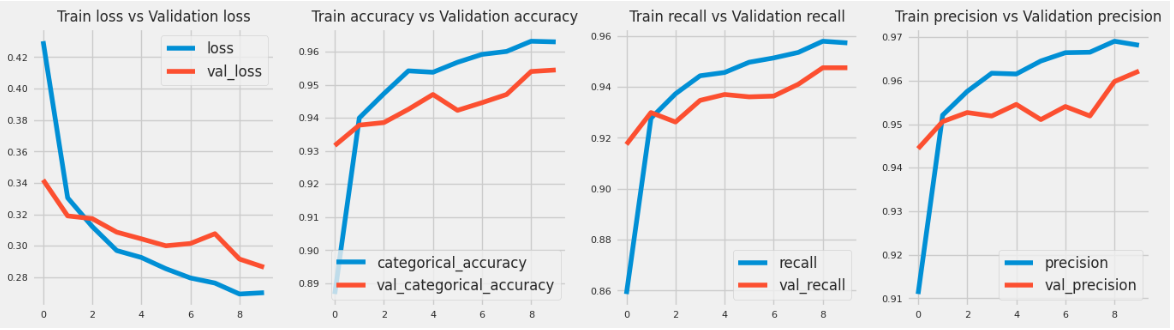 Train loss vs Validation loss
loss
val_loss
0.42
0.40
0.38
0.36
0.34
0.32
0.30
0.28
0 2 4 6 8
Train accuracy vs Validation accuracy
0.96
0.95
0.94
0.93
0.92
0.91
0.90
0.89
categorical_accuracy
val_categorical_accuracy
0 2 4 6 8
Train recall vs Validation recall
0.96
0.94
0.92
0.90
0.88
0.86
recall
val_recall
0 2 4 6 8
Train precision vs Validation precision
0.97
0.96
0.95
0.94
0.93
0.92
0.91
precision
val_precision
0 2 4 6 8